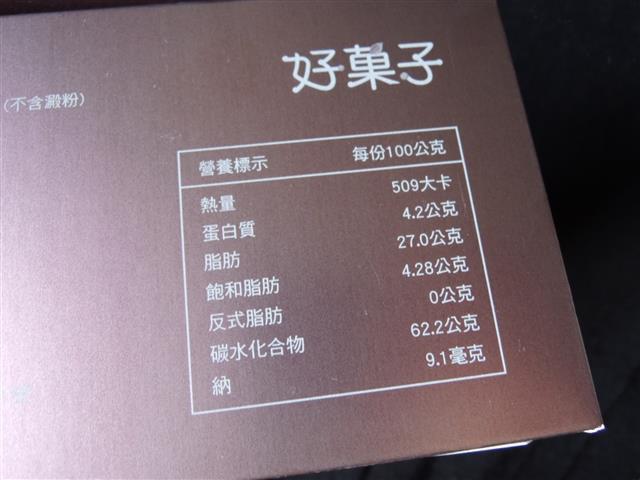 好菓子
(不含澱粉)
營養標示 每份100公克
熱量 509大卡
蛋白質 4.2公克
脂肪 27.0公克
飽和脂肪 4.28公克
反式脂肪 0公克
碳水化合物 62.2公克
納 9.1毫克